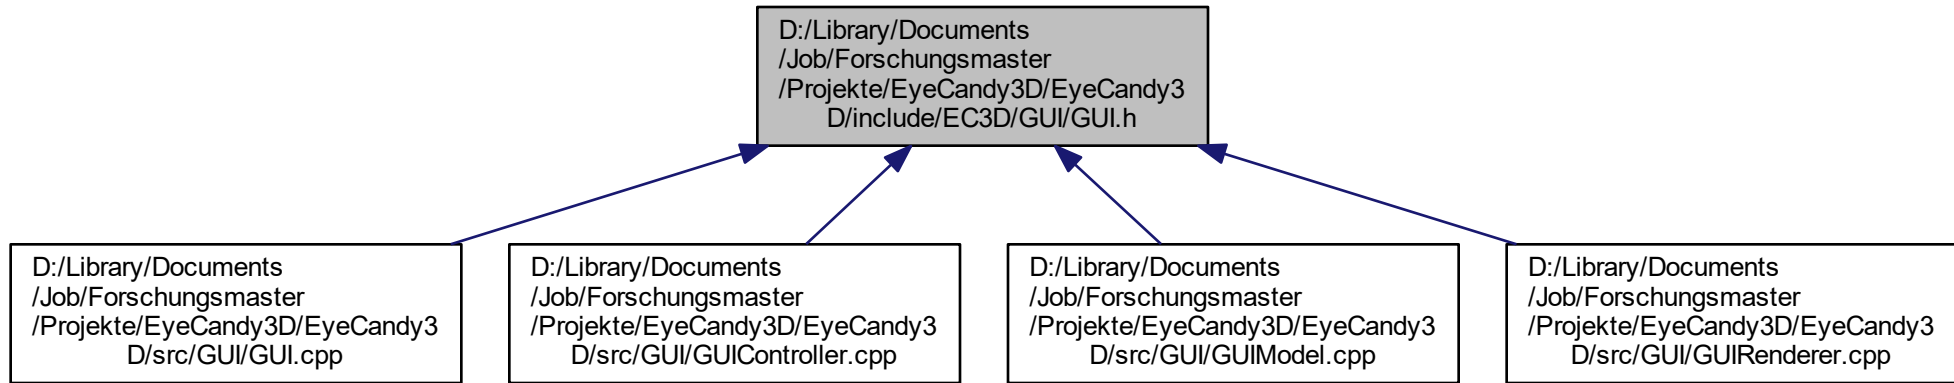 D:/Library/Documents
/Job/Forschungsmaster
/Projekte/EyeCandy3D/EyeCandy3
D/include/EC3D/GUI/GUI.h
D:/Library/Documents
/Job/Forschungsmaster
/Projekte/EyeCandy3D/EyeCandy3
D/src/GUI/GUI.cpp
D:/Library/Documents
/Job/Forschungsmaster
/Projekte/EyeCandy3D/EyeCandy3
D/src/GUI/GUIController.cpp
D:/Library/Documents
/Job/Forschungsmaster
/Projekte/EyeCandy3D/EyeCandy3
D/src/GUI/GUIModel.cpp
D:/Library/Documents
/Job/Forschungsmaster
/Projekte/EyeCandy3D/EyeCandy3
D/src/GUI/GUIRenderer.cpp